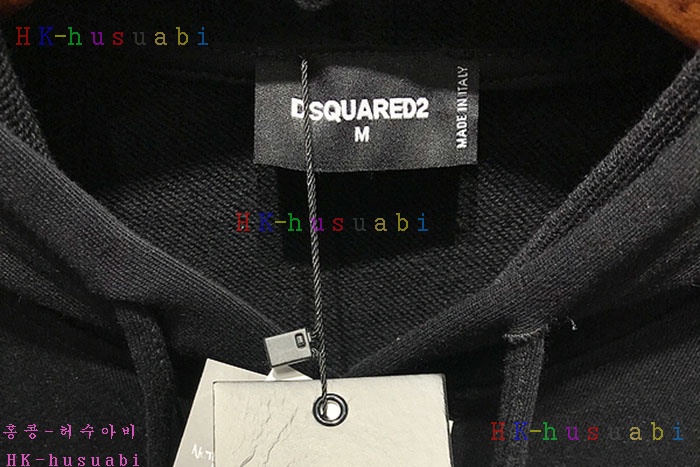 HK-husuabi
DSQUARED2
M
MADE IN ITALY
HK-husuabi
홍콩-허수아비
HK-husuabi
HK-husuabi